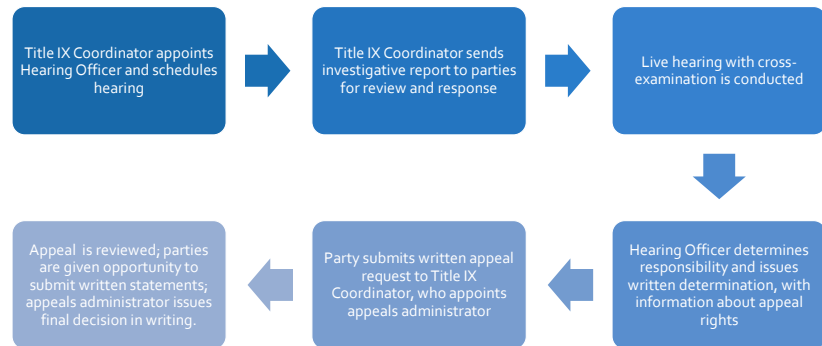 Title IX Coordinator appoints
Hearing Officer and schedules
hearing
Title IX Coordinator sends
investigative report to parties
for review and response
Live hearing with cross-
examination is conducted
Hearing Officer determines
responsibility and issues
written determination, with
information about appeal
rights
Party submits written appeal
request to Title IX
Coordinator, who appoints
appeals administrator
Appeal is reviewed; parties
are given opportunity to
submit written statements;
appeals administrator issues
final decision in writing.